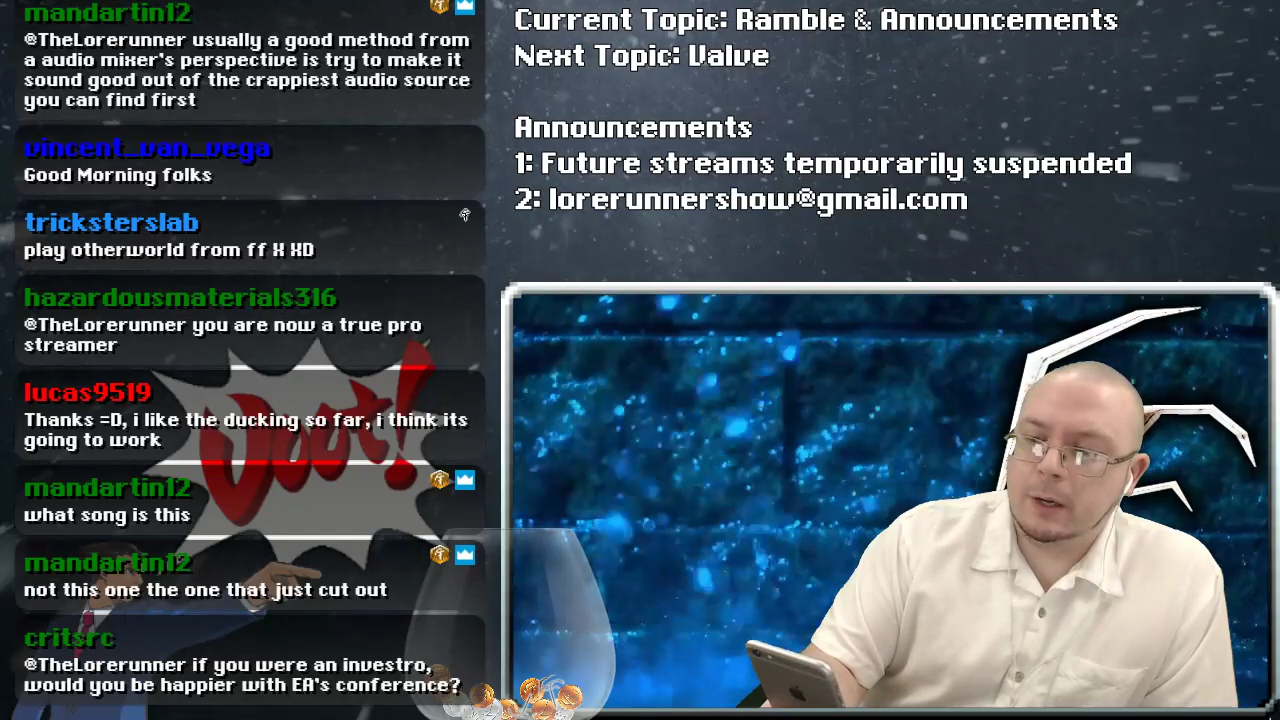 mandartin12
@TheLorerunner usually a good method from
a audio mixer's perspective is try to make it
sound good out of the crappiest audio source
you can find first
vincent_van_vega
Good Morning folks
tricksterslab
play otherworld from ff X XD
hazardousmaterials316
@TheLorerunner you are now a true pro
streamer
lucas9519
Thanks =D, i like the ducking so far, i think its
going to work
mandartin12
what song is this
mandartin12
not this one the one that just cut out
critsrc
@TheLorerunner if you were an investro,
would you be happier with EA's conference?
Woot!
Current Topic: Ramble & Announcements
Next Topic: Valve
Announcements
1: Future streams temporarily suspended
2: lorerunnershow@gmail.com